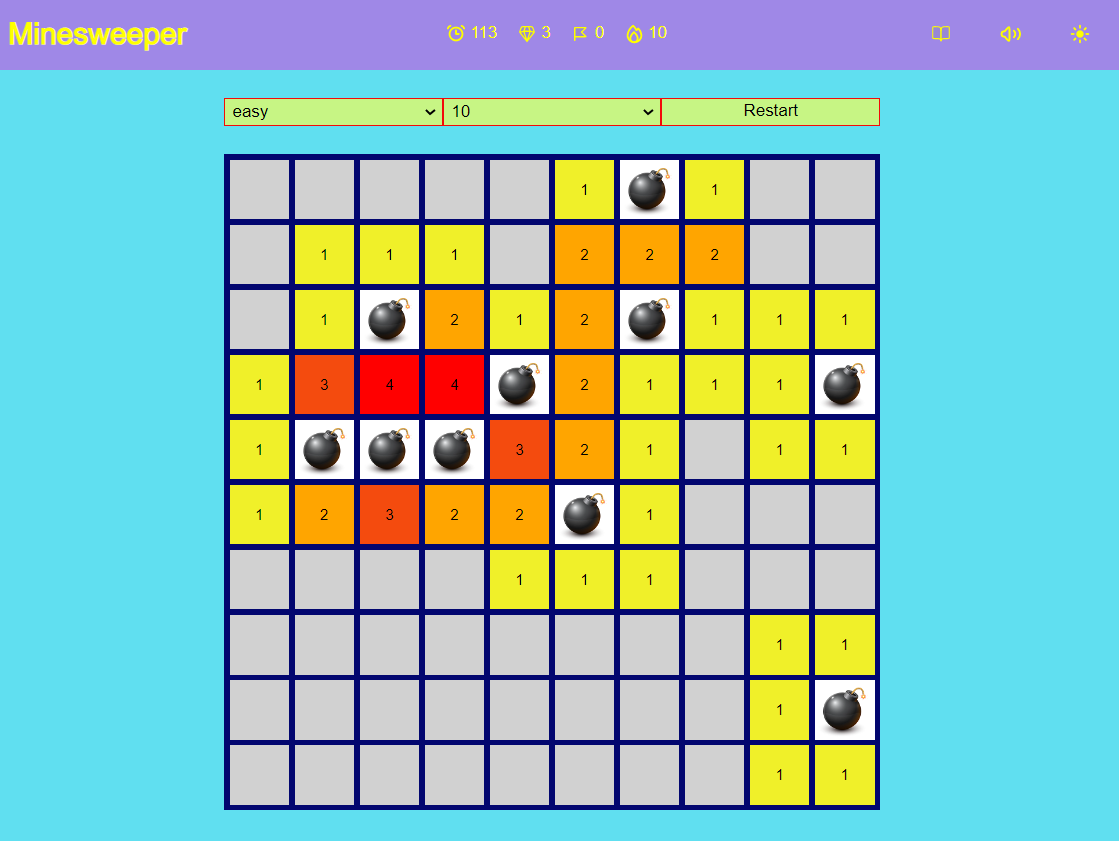 Minesweeper 113 3 0 10
easy 10 Restart
1 1
1 1 1 2 2 2
1 2 1 2 1 1 1
1 3 4 4 2 1 1 1
1 3 2 1 1 1
1 2 3 2 2 1
1 1 1
1 1
1
1 1